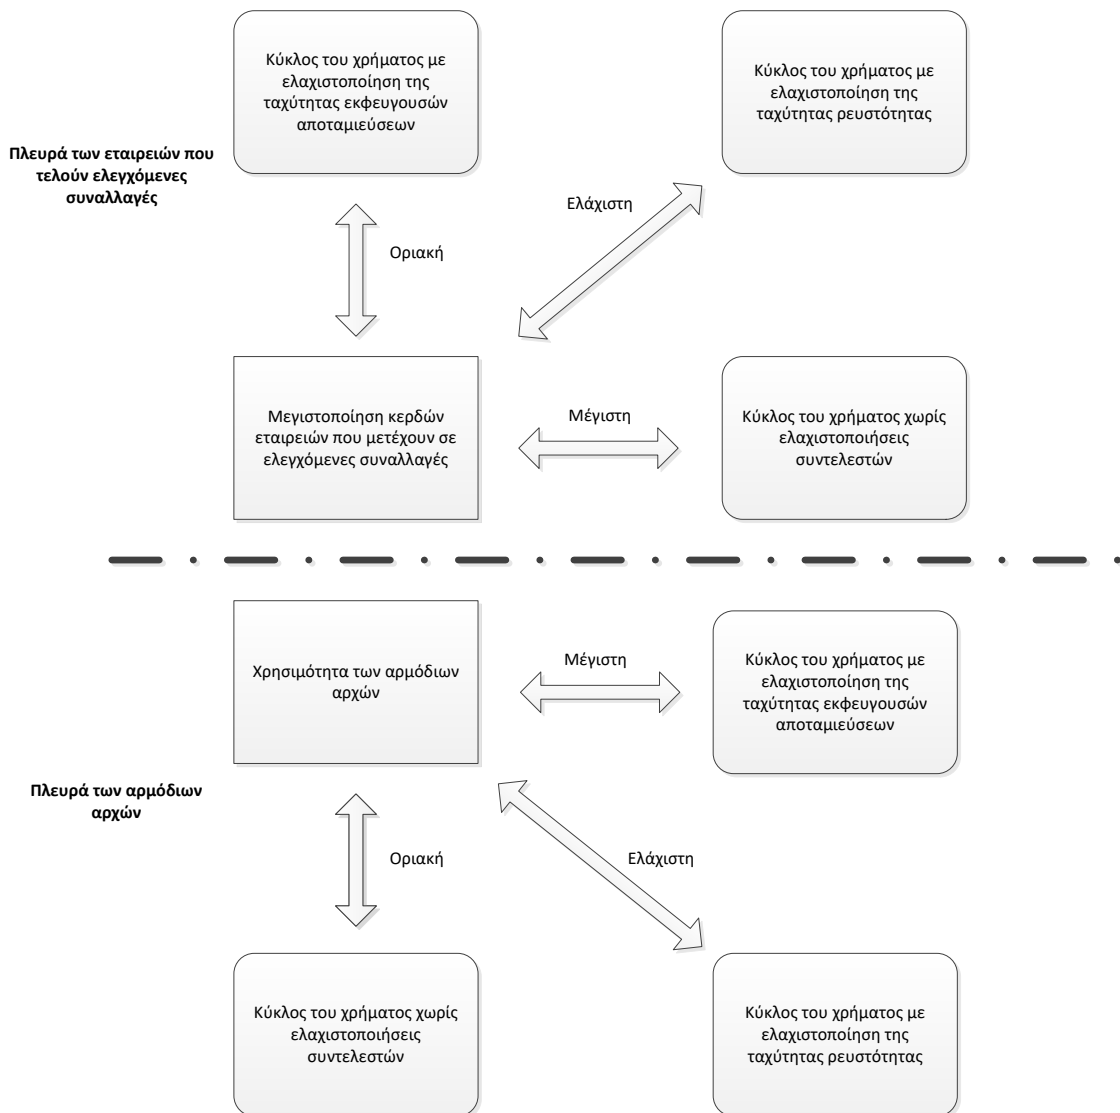 Κύκλος του χρήματος με
ελαχιστοποίηση της
ταχύτητας εκφευγουσών
αποταμιεύσεων
Κύκλος του χρήματος με
ελαχιστοποίηση της
ταχύτητας ρευστότητας
Πλευρά των εταιρειών που
τελούν ελεγχόμενες
συναλλαγές
Ελάχιστη
Οριακή
Μεγιστοποίηση κερδών
εταιρειών που μετέχουν σε
ελεγχόμενες συναλλαγές
Μέγιστη
Κύκλος του χρήματος χωρίς
ελαχιστοποιήσεις
συντελεστών
Χρησιμότητα των αρμόδιων
αρχών
Μέγιστη
Κύκλος του χρήματος με
ελαχιστοποίηση της
ταχύτητας εκφευγουσών
αποταμιεύσεων
Πλευρά των αρμόδιων
αρχών
Οριακή
Ελάχιστη
Κύκλος του χρήματος χωρίς
ελαχιστοποιήσεις
συντελεστών
Κύκλος του χρήματος με
ελαχιστοποίηση της
ταχύτητας ρευστότητας